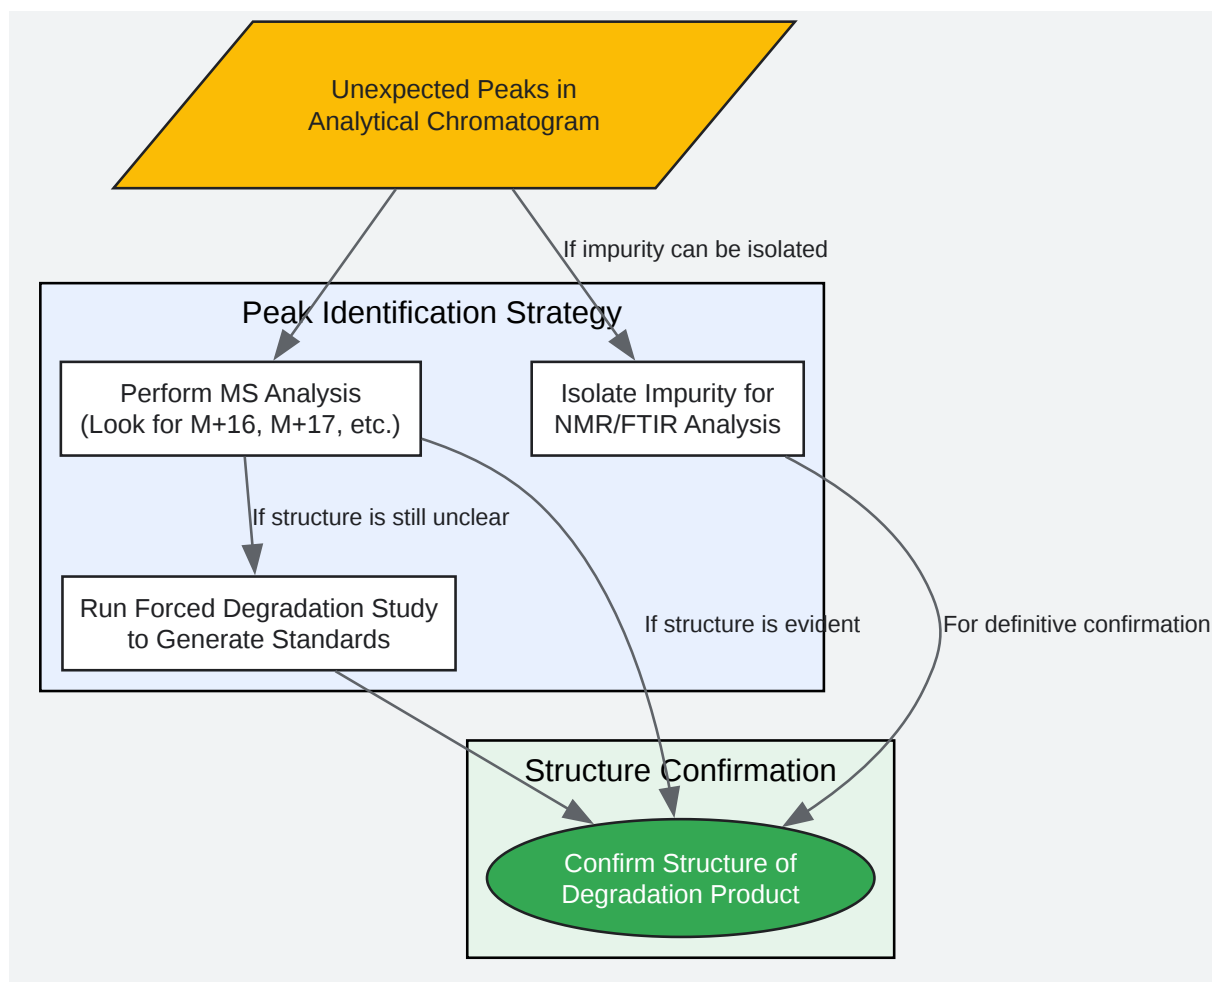 Unexpected Peaks in
Analytical Chromatogram
If impurity can be isolated
Peak Identification Strategy
Perform MS Analysis
(Look for M+16, M+17, etc.)
Isolate Impurity for
NMR/FTIR Analysis
If structure is still unclear
Run Forced Degradation Study
to Generate Standards
If structure is evident
For definitive confirmation
Structure Confirmation
Confirm Structure of
Degradation Product